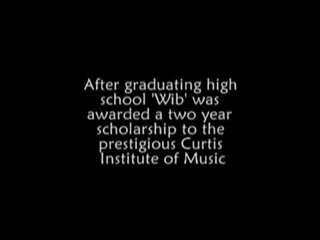 After graduating high
school 'Wib' was
awarded a two year
scholarship to the
prestigious Curtis
Institute of Music